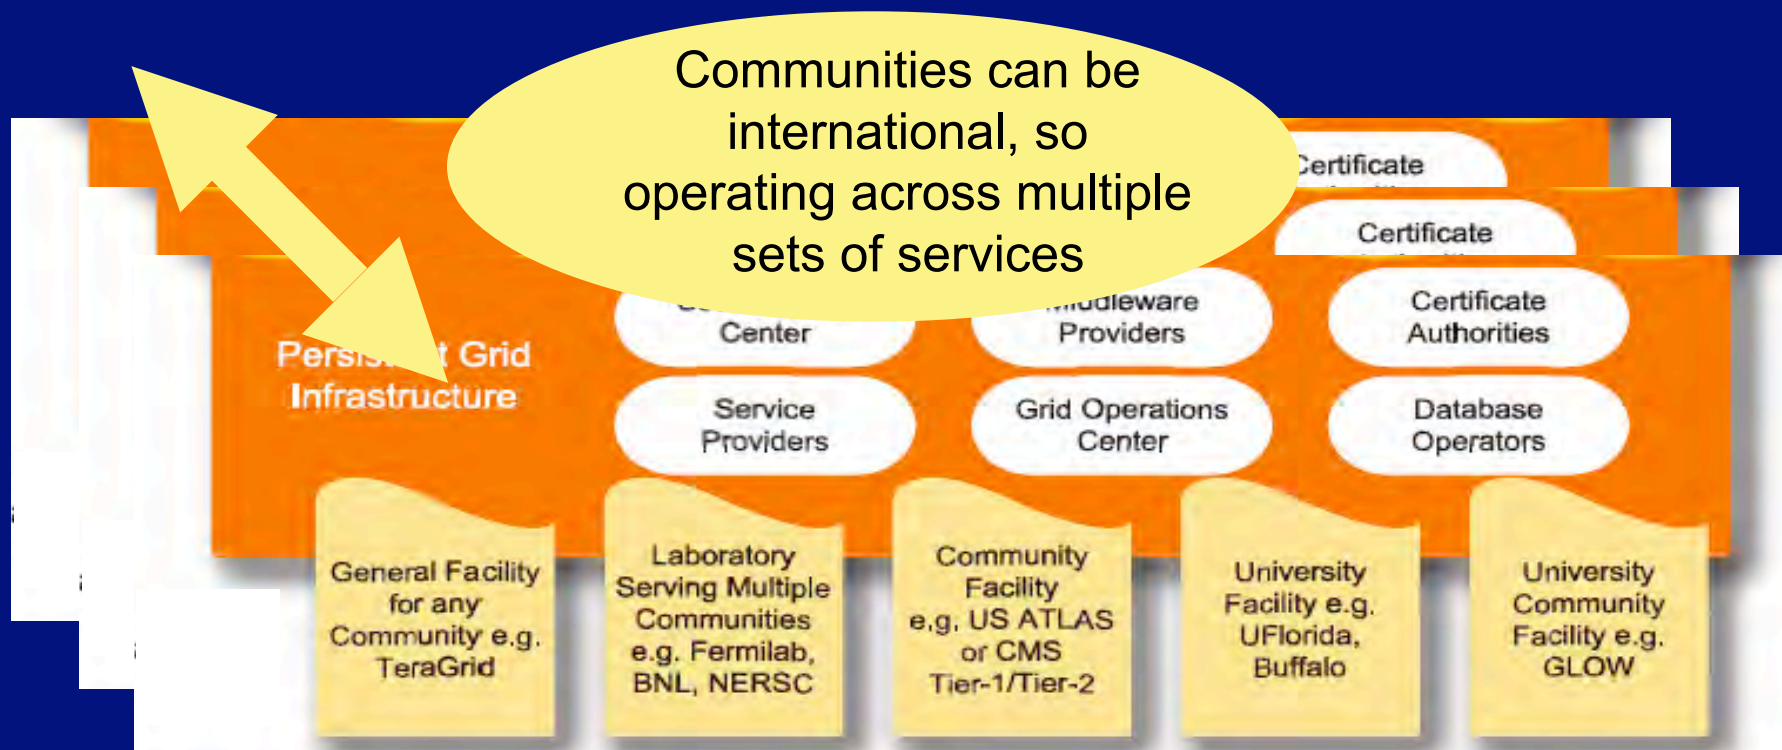 Communities can be
international, so
operating across multiple
sets of services
Certificate
Certificate
Persistent Grid
Infrastructure
Center
Middleware
Providers
Certificate
Authorities
Service
Providers
Grid Operations
Center
Database
Operators
General Facility
for any
Community e.g.
TeraGrid
Laboratory
Serving Multiple
Communities
e.g. Fermilab,
BNL, NERSC
Community
Facility
e.g. US ATLAS
or CMS
Tier-1/Tier-2
University
Facility e.g.
UFlorida,
Buffalo
University
Community
Facility e.g.
GLOW